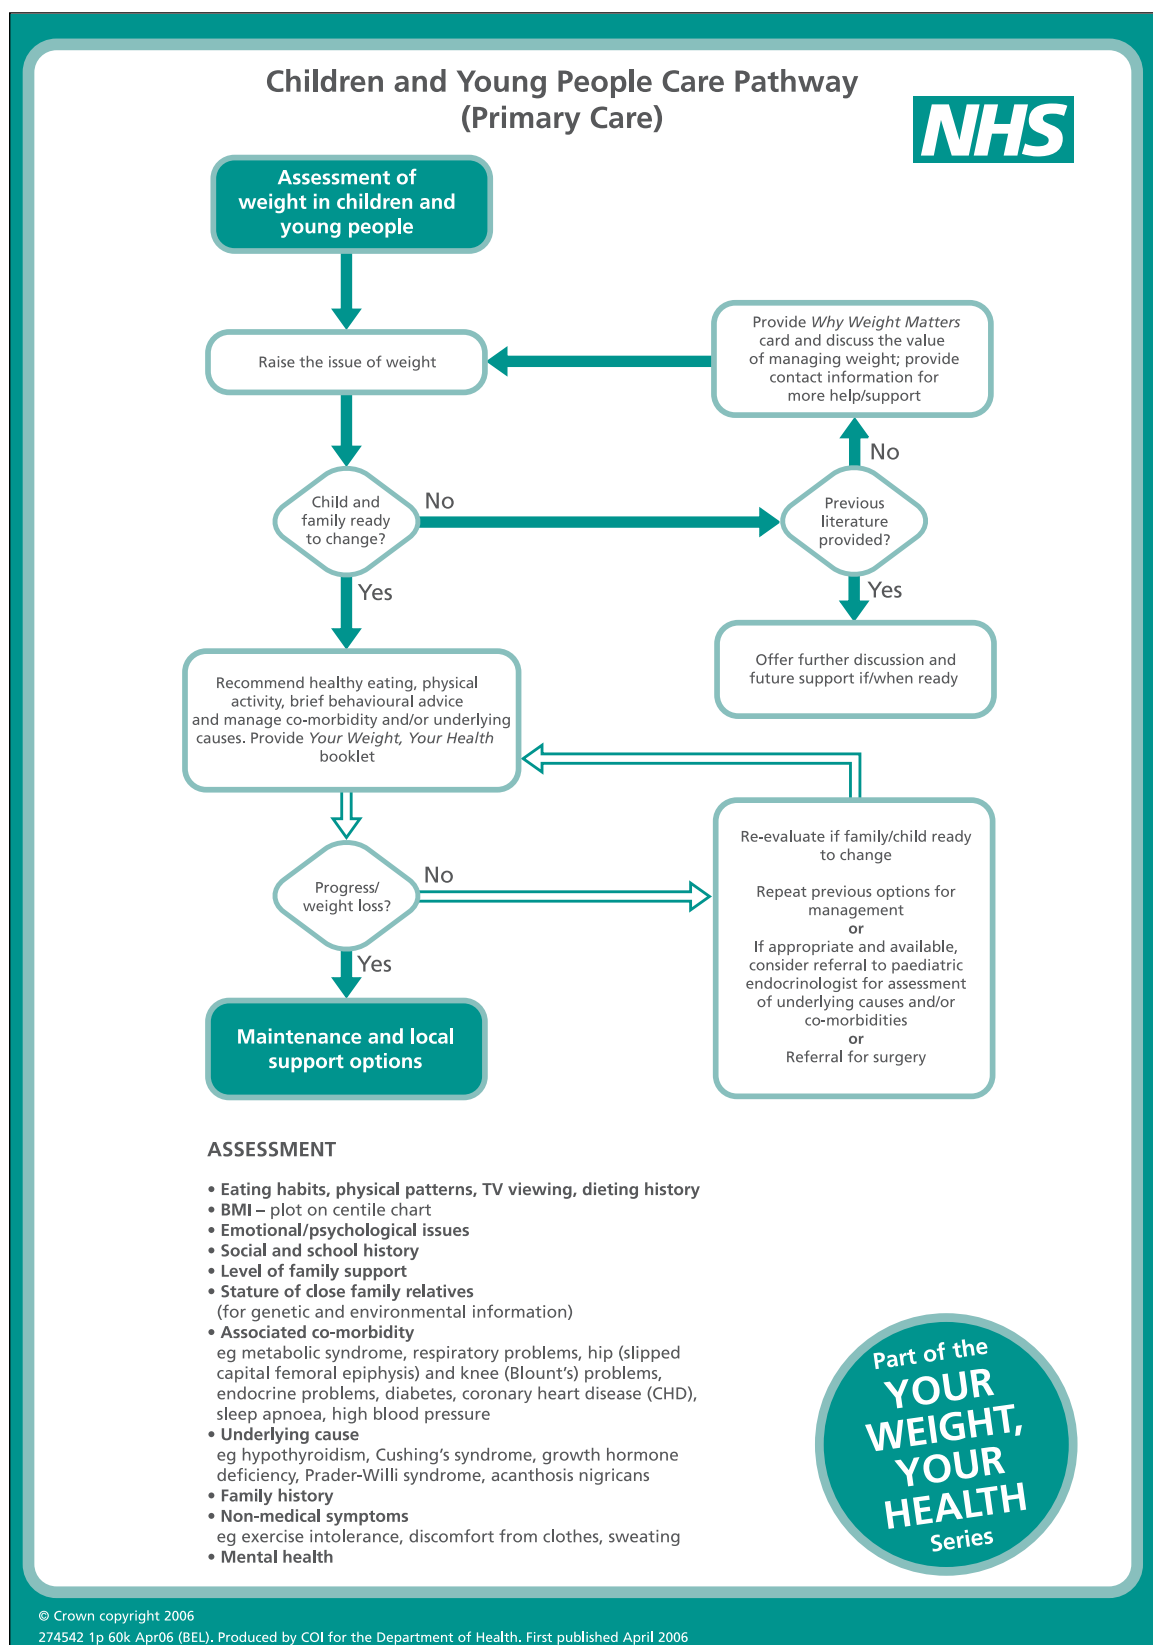 Children and Young People Care Pathway
(Primary Care)
NHS
Assessment of
weight in children and
young people
Raise the issue of weight
Provide Why Weight Matters
card and discuss the value
of managing weight; provide
contact information for
more help/support
No
Child and
family ready
to change?
No
Previous
literature
provided?
Yes
Yes
Offer further discussion and
future support if/when ready
Recommend healthy eating, physical
activity, brief behavioural advice
and manage co-morbidity and/or underlying
causes. Provide Your Weight, Your Health
booklet
Progress/
weight loss?
No
Re-evaluate if family/child ready
to change
Repeat previous options for
management
or
If appropriate and available,
consider referral to paediatric
endocrinologist for assessment
of underlying causes and/or
co-morbidities
or
Referral for surgery
Yes
Maintenance and local
support options
ASSESSMENT
• Eating habits, physical patterns, TV viewing, dieting history
• BMI – plot on centile chart
• Emotional/psychological issues
• Social and school history
• Level of family support
• Stature of close family relatives
(for genetic and environmental information)
• Associated co-morbidity
eg metabolic syndrome, respiratory problems, hip (slipped
capital femoral epiphysis) and knee (Blount's) problems,
endocrine problems, diabetes, coronary heart disease (CHD),
sleep apnoea, high blood pressure
• Underlying cause
eg hypothyroidism, Cushing's syndrome, growth hormone
deficiency, Prader-Willi syndrome, acanthosis nigricans
• Family history
• Non-medical symptoms
eg exercise intolerance, discomfort from clothes, sweating
• Mental health
Part of the
YOUR
WEIGHT,
YOUR
HEALTH
Series
© Crown copyright 2006
274542 1p 60k Apr06 (BEL). Produced by COI for the Department of Health. First published April 2006